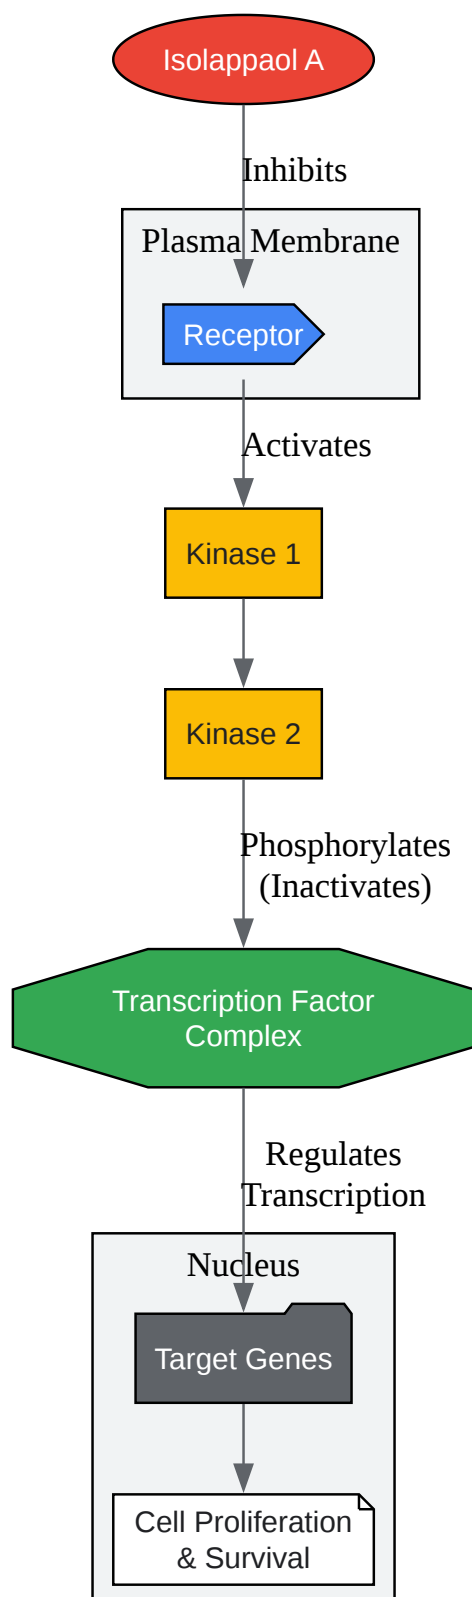 Isolappaol A
Inhibits
Plasma Membrane
Receptor
Activates
Kinase 1
Kinase 2
Phosphorylates
(Inactivates)
Transcription Factor
Complex
Regulates
Transcription
Nucleus
Target Genes
Cell Proliferation
& Survival